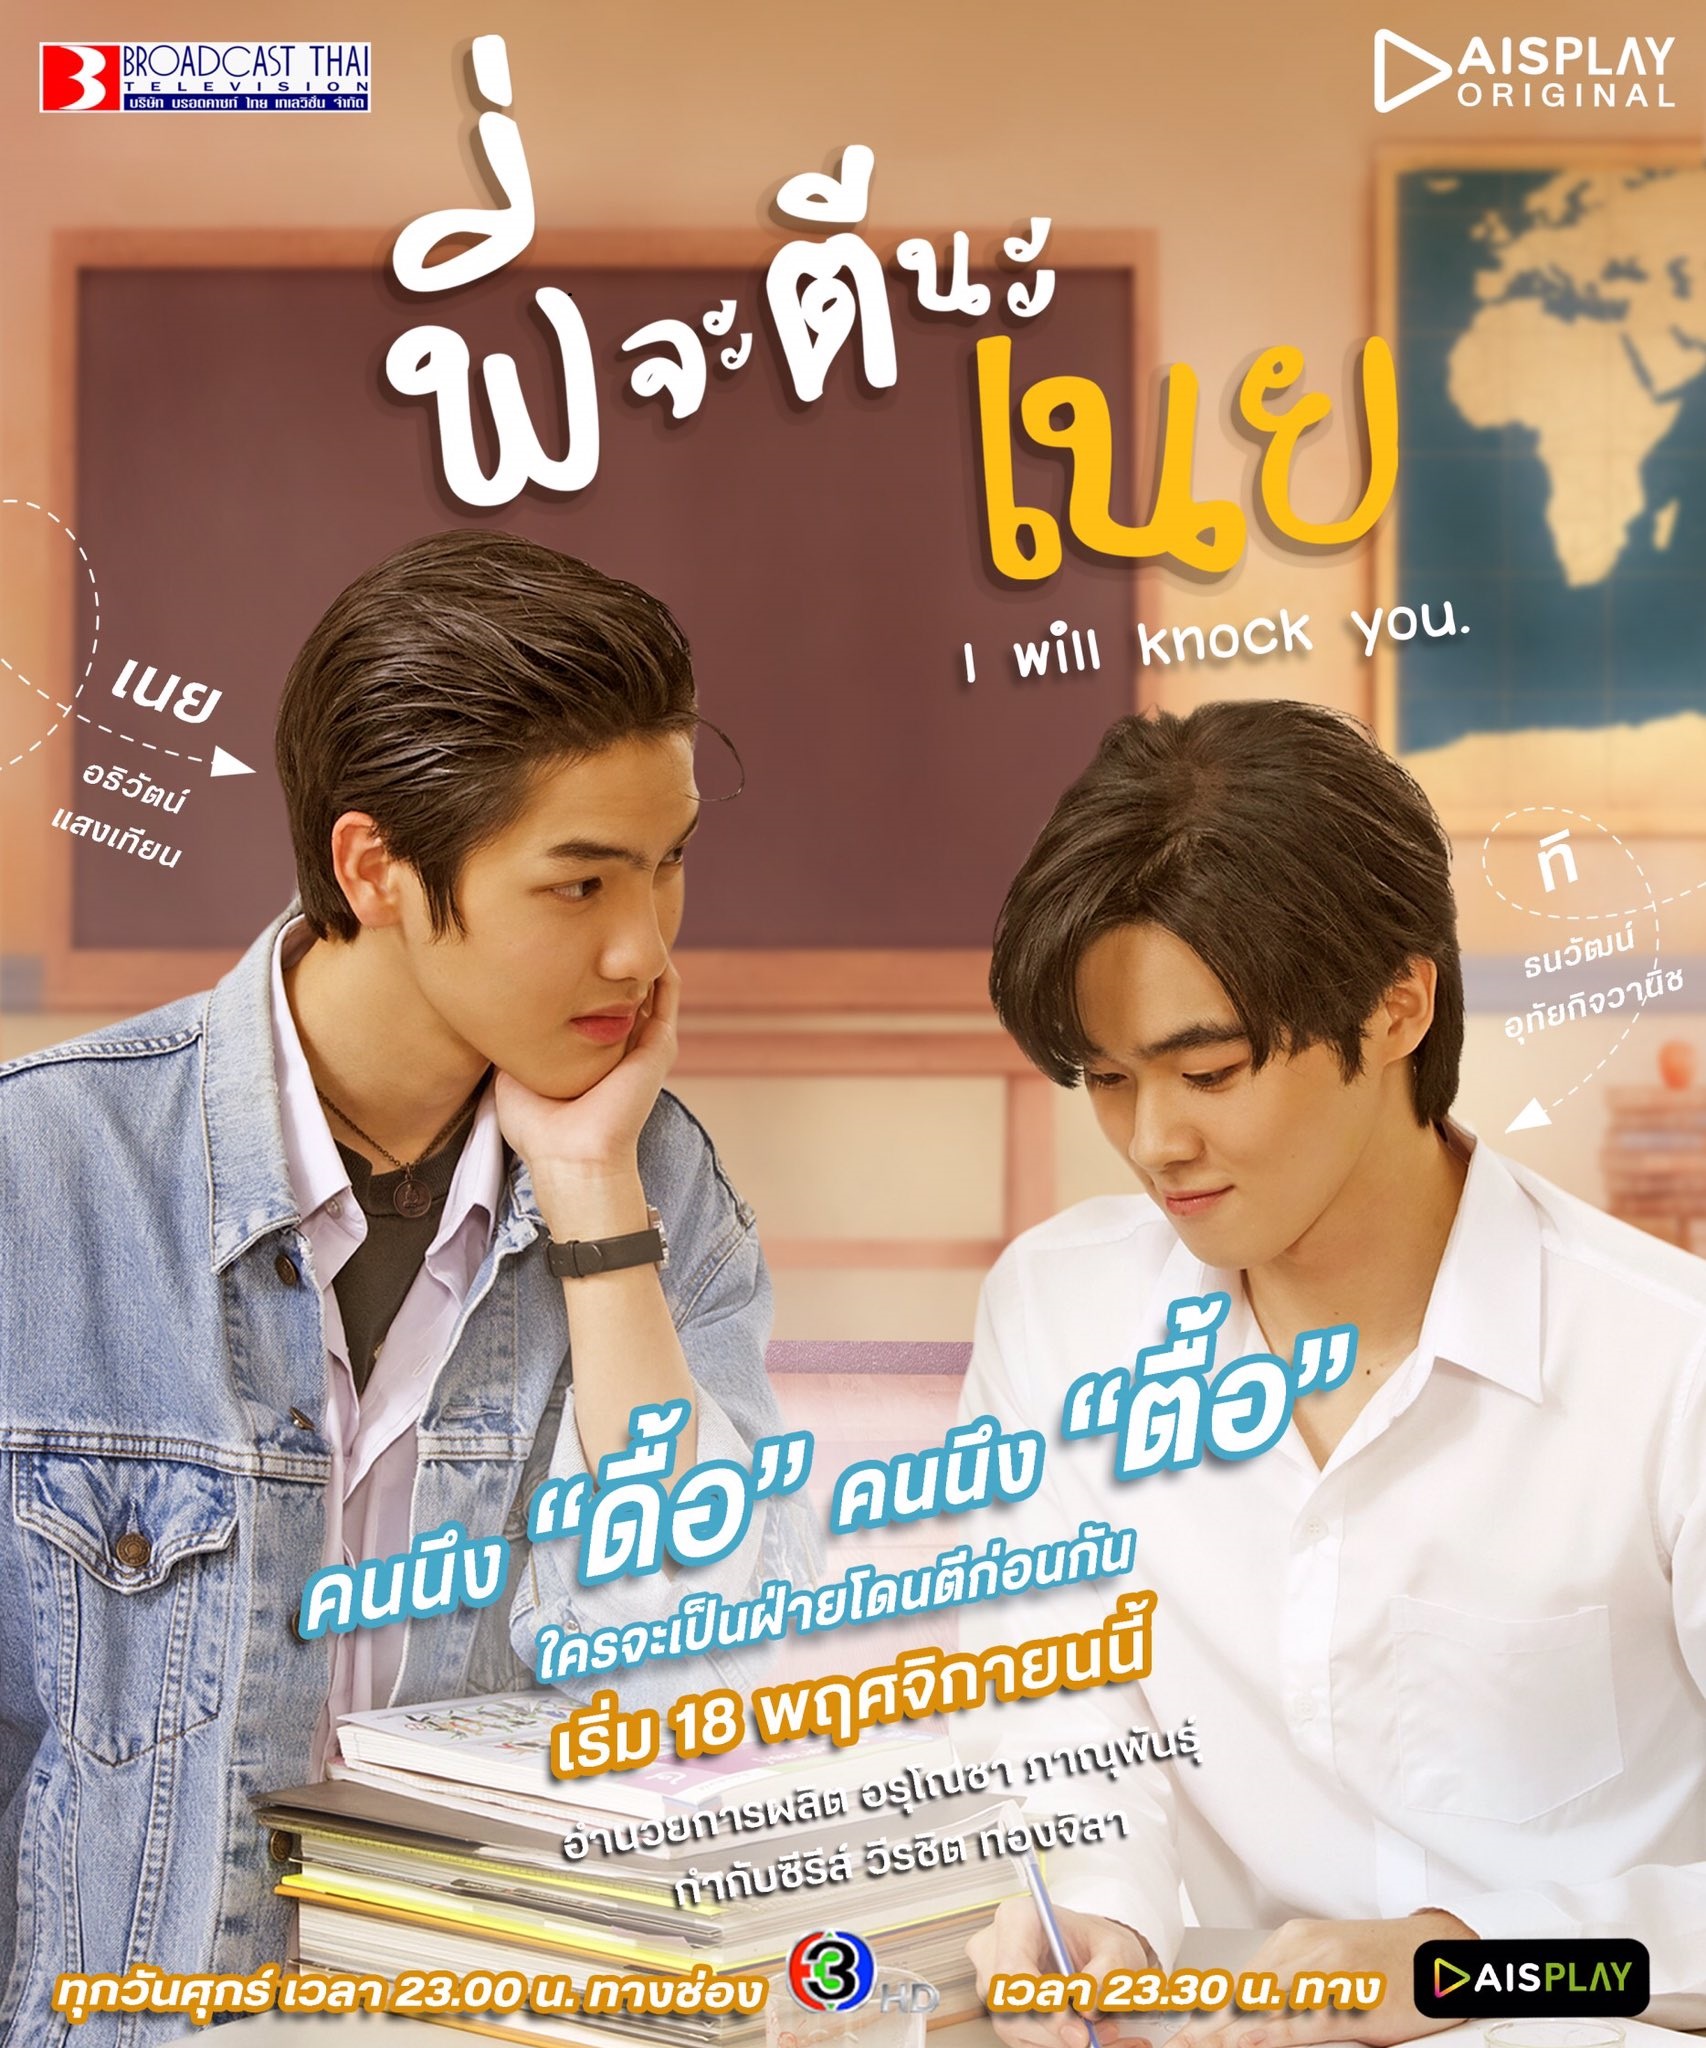 BROADCAST THAI
TELEVISION
บริษัท บรอดคาซท์ ไทย เทเลวิชั่น จำกัด
AISPLAY
ORIGINAL
พี่จะตีนะ
เนย
I will knock you.
เนย
อธิวัตน์
แสงเทียน
ทิ
ธนวัฒน์
อุทัยกิจวานิช
คนนึง “ดื้อ” คนนึง “ตื้อ”
ใครจะเป็นฝ่ายโดนตีก่อนกัน
เริ่ม 18 พฤศจิกายนนี้
อำนวยการผลิต อรุโณชา ภาณุพันธุ์
กำกับซีรีส์ วีรชิต ทองจิลา
ทุกวันศุกร์ เวลา 23.00 น. ทางช่อง 3 HD เวลา 23.30 น. ทาง AISPLAY